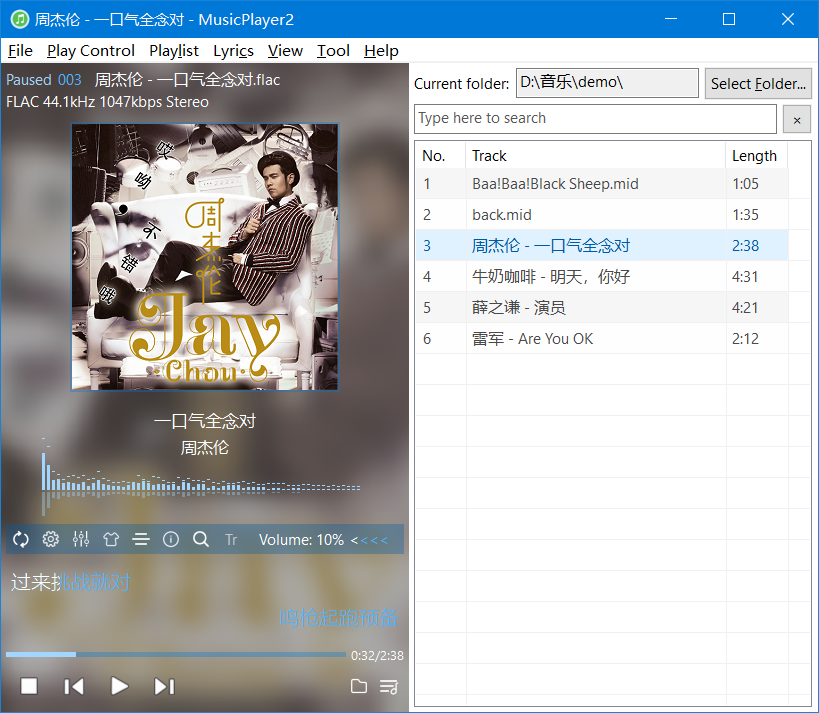 周杰伦 - 一口气全念对 - MusicPlayer2
File Play Control Playlist Lyrics View Tool Help
Paused 003 周杰伦 - 一口气全念对.flac
FLAC 44.1kHz 1047kbps Stereo
哎
呦
不
错
哦
周杰伦
Jay
Chou
一口气全念对
周杰伦
Tr Volume: 10% <<<<
过来挑战就对
鸣枪起跑预备
0:32/2:38
Current folder: D:\音乐\demo\ Select Folder...
Type here to search ×
No. Track Length
1 Baa!Baa!Black Sheep.mid 1:05
2 back.mid 1:35
3 周杰伦 - 一口气全念对 2:38
4 牛奶咖啡 - 明天，你好 4:31
5 薛之谦 - 演员 4:21
6 雷军 - Are You OK 2:12